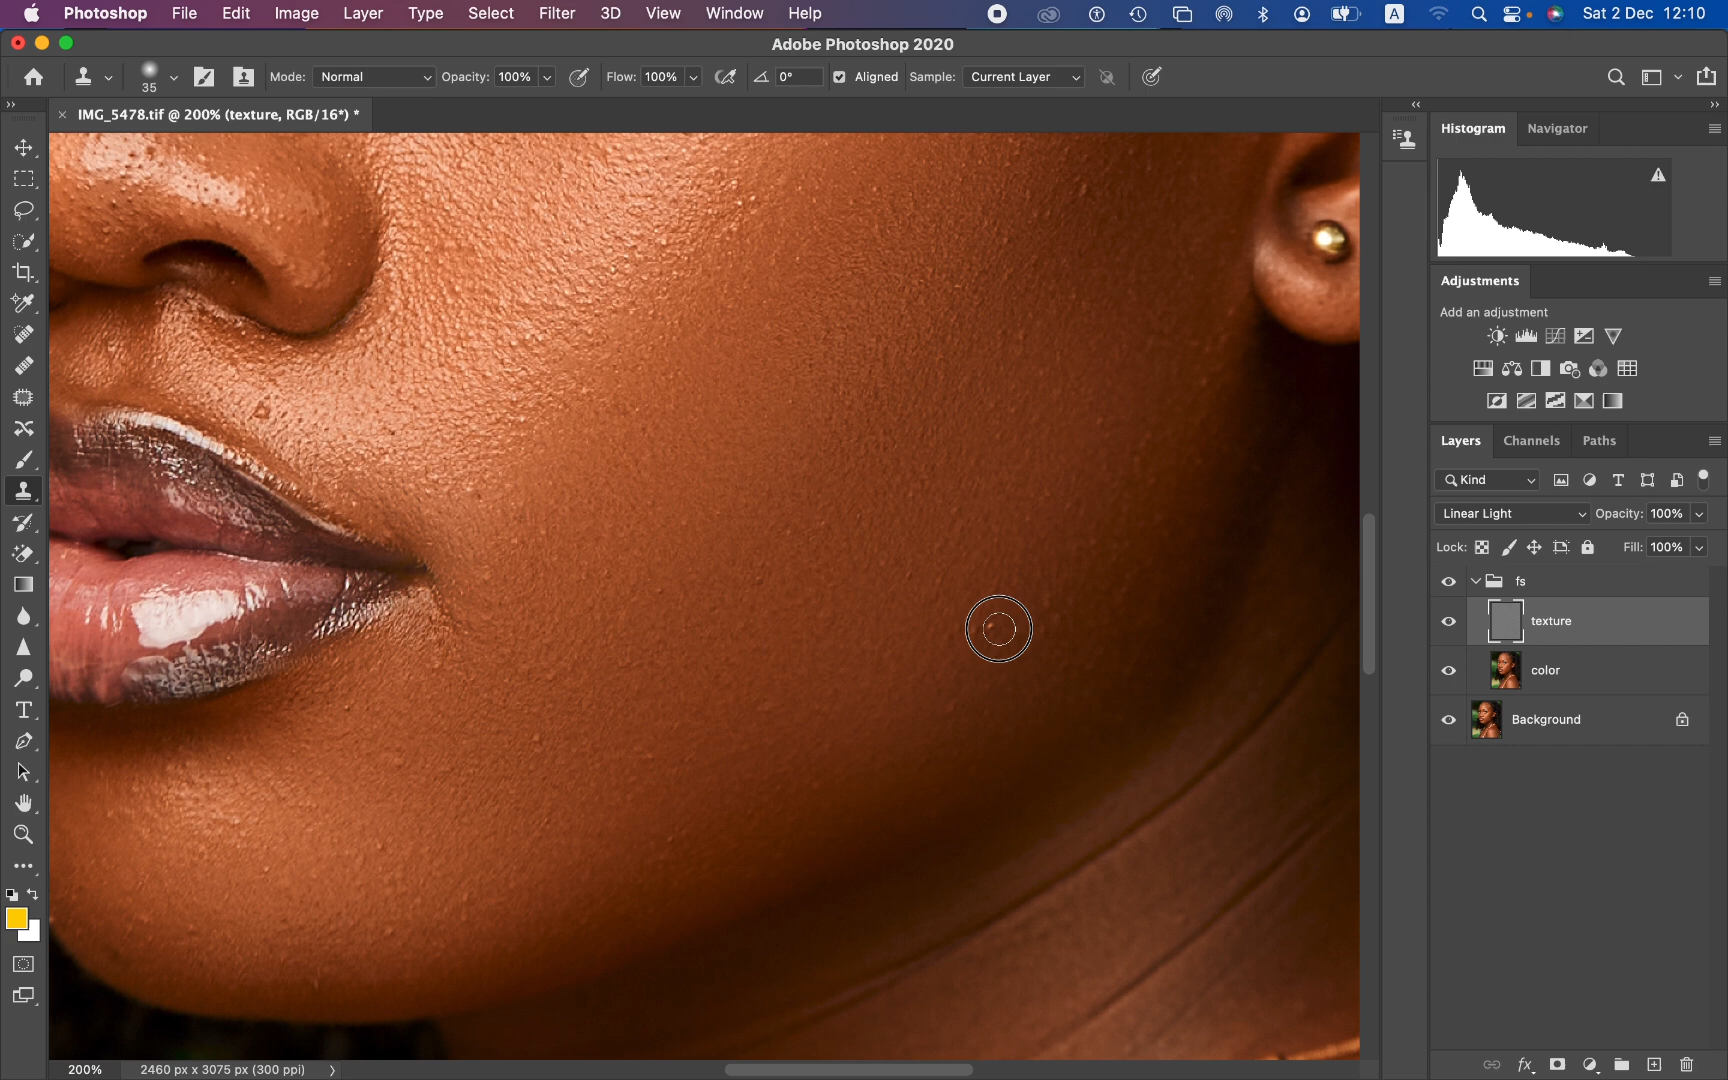 Photoshop File Edit Image Layer Type Select Filter 3D View Window Help A Sat 2 Dec 12:10
Adobe Photoshop 2020
35 Mode: Normal Opacity: 100% Flow: 100% 0° Aligned Sample: Current Layer
IMG_5478.tif @ 200% (texture, RGB/16*) *
Histogram Navigator
Adjustments
Add an adjustment
Layers Channels Paths
Kind
Linear Light Opacity: 100%
Lock: Fill: 100%
fs
texture
color
Background
200% 2460 px x 3075 px (300 ppi)